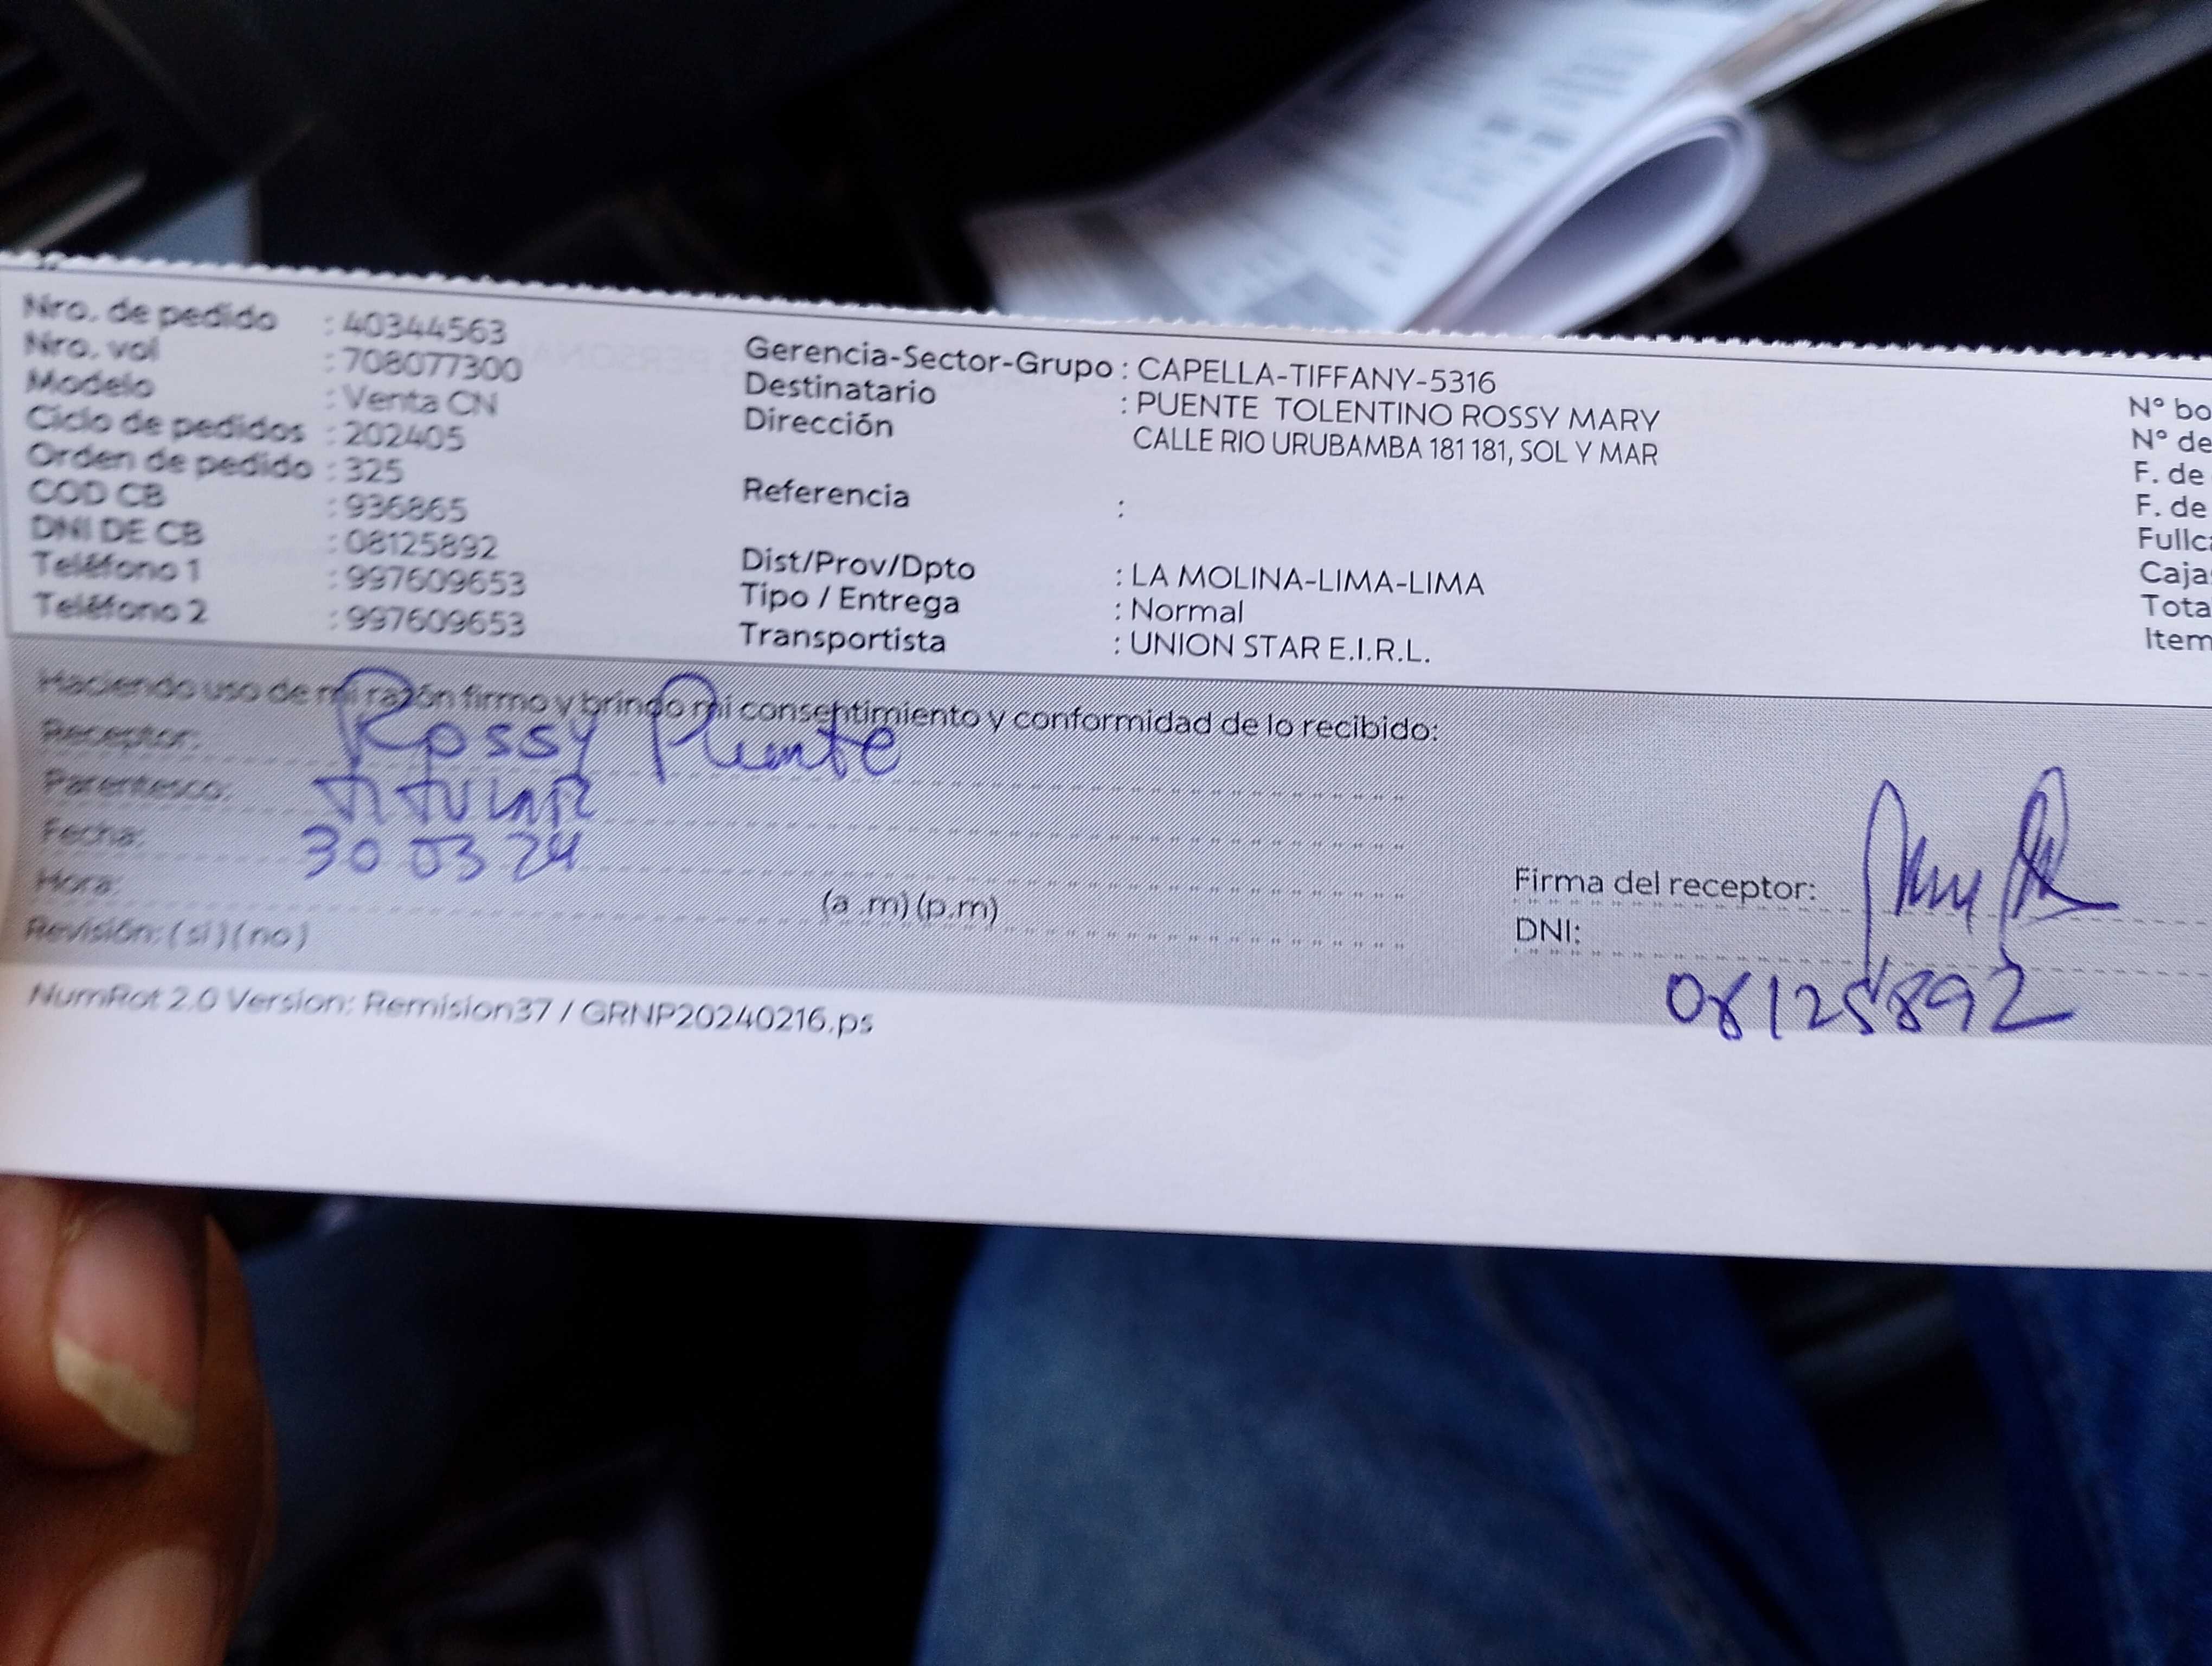 Nro. de pedido : 40344563
Nro. vol : 708077300
Modelo : Venta CN
Ciclo de pedidos : 202405
Orden de pedido : 325
COD CB : 936865
DNI DE CB : 08125892
Teléfono 1 : 997609653
Teléfono 2 : 997609653
Gerencia-Sector-Grupo : CAPELLA-TIFFANY-5316
Destinatario : PUENTE TOLENTINO ROSSY MARY
Dirección CALLE RIO URUBAMBA 181 181, SOL Y MAR
Referencia :
Dist/Prov/Dpto : LA MOLINA-LIMA-LIMA
Tipo / Entrega : Normal
Transportista : UNION STAR E.I.R.L.
N° bo
N° de
F. de
F. de
Fullc
Caja
Tota
Item
Haciendo uso de mi razón firmo y brindo mi consentimiento y conformidad de lo recibido:
Receptor: Rossy Puente
Parentesco: TITULAR
Fecha: 30 03 24
Hora: (a .m) (p.m)
Revisión: (si) (no)
Firma del receptor:
DNI: 08125892
NumRot 2.0 Version: Remision37 / GRNP20240216.ps